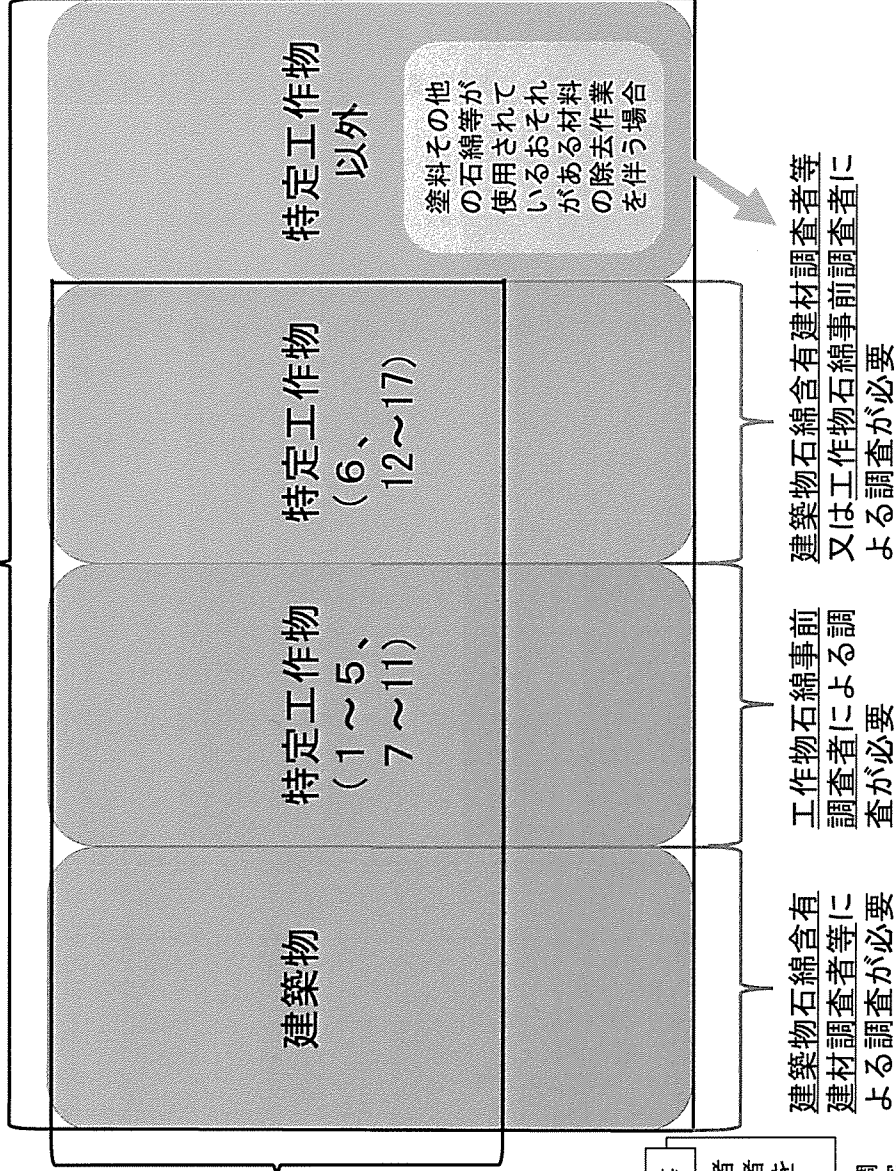 建築物
特定工作物
(1~5、
7~11)
特定工作物
(6、
12~17)
特定工作物
以外
塗料その他
の石綿等が
使用されて
いるおそれ
がある材料
の除去作業
を伴う場合
建築物石綿含有
建材調査者等に
よる調査が必要
工作物石綿事前
調査者による調
査が必要
建築物石綿含有建材調査者等
又は工作物石綿事前調査者に
よる調査が必要